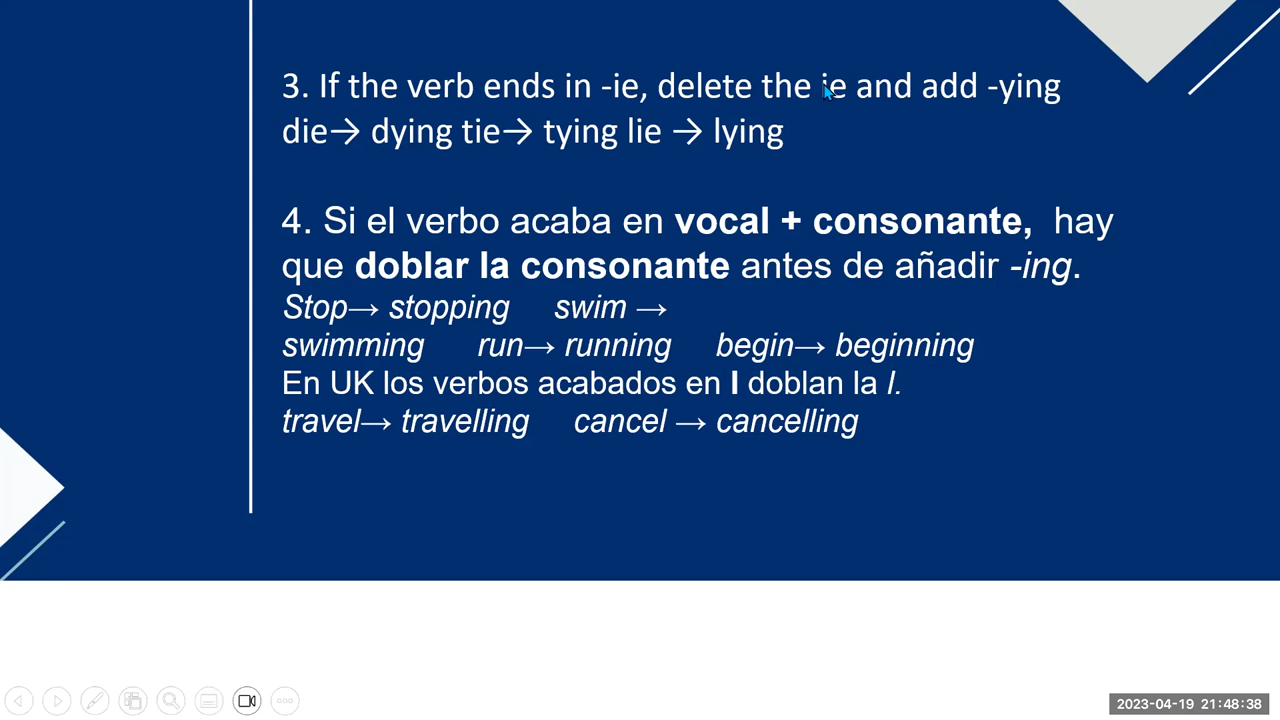 3. If the verb ends in -ie, delete the ie and add -ying
die→ dying tie→ tying lie → lying
4. Si el verbo acaba en vocal + consonante, hay
que doblar la consonante antes de añadir -ing.
Stop→ stopping swim →
swimming run→ running begin→ beginning
En UK los verbos acabados en l doblan la l.
travel→ travelling cancel → cancelling
2023-04-19 21:48:38